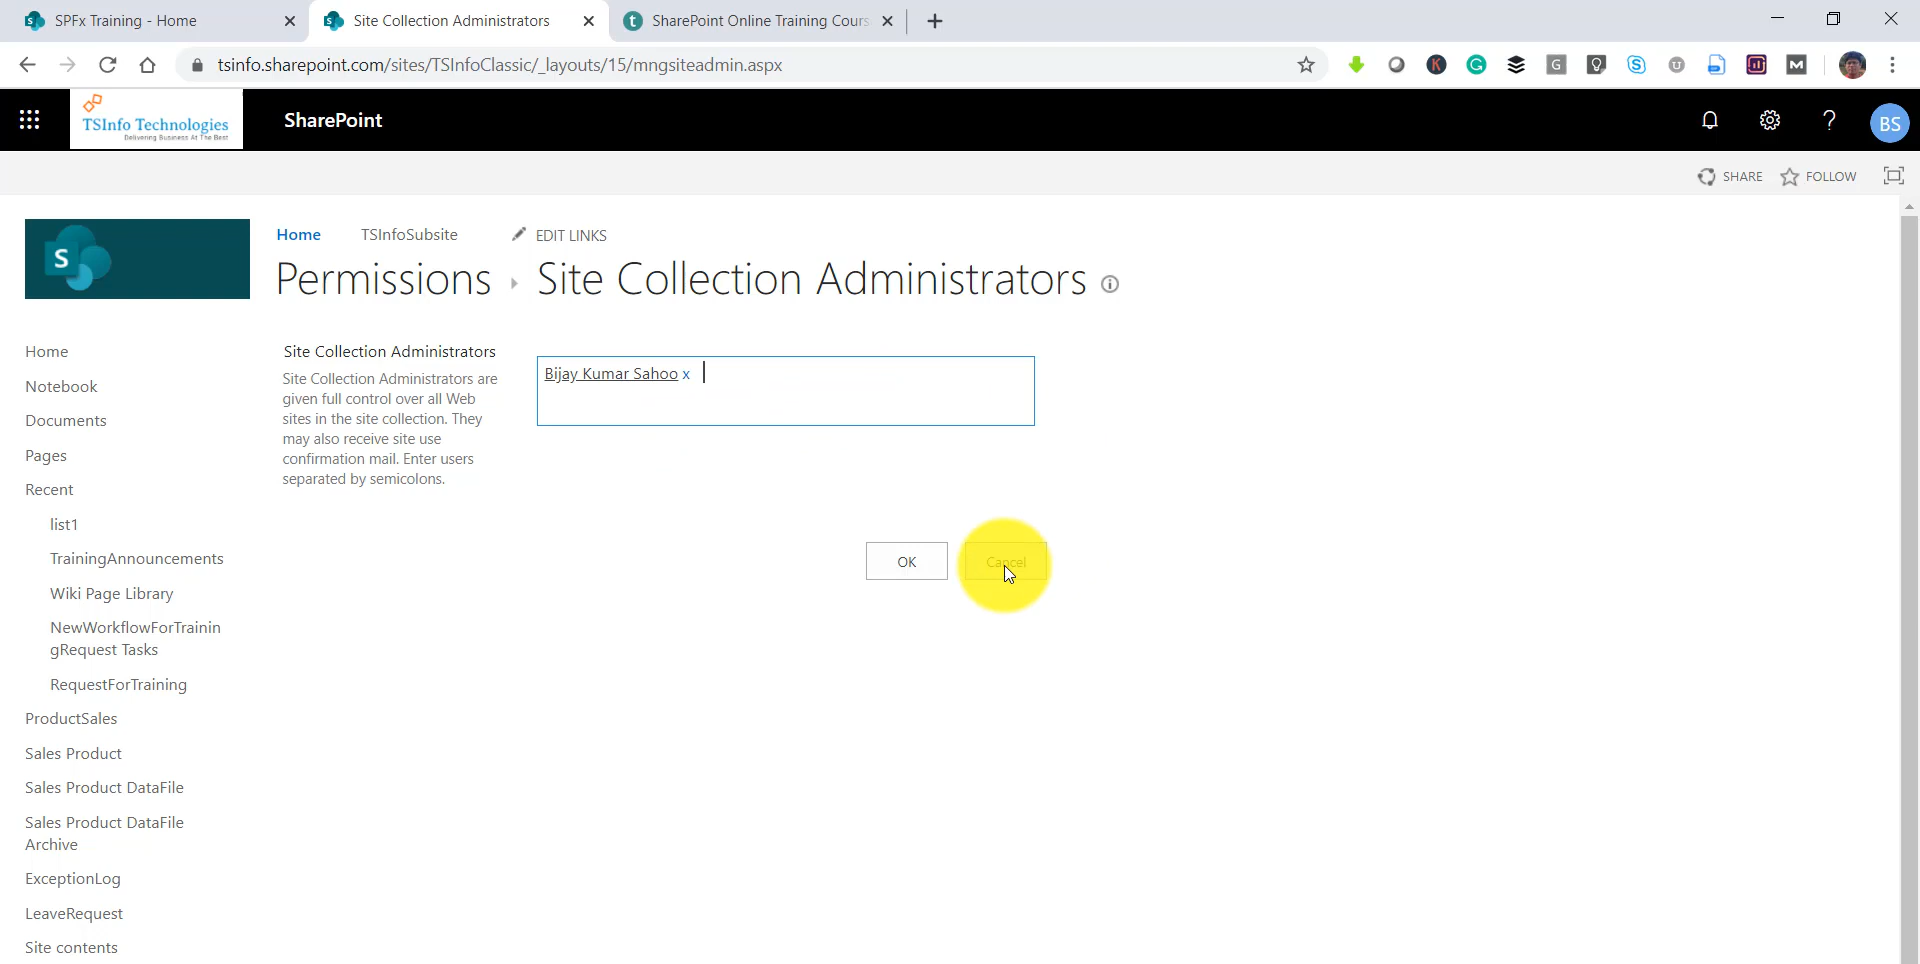 SPFx Training - Home
Site Collection Administrators
SharePoint Online Training Cours
tsinfo.sharepoint.com/sites/TSInfoClassic/_layouts/15/mngsiteadmin.aspx
TSInfo Technologies
Delivering Business At The Best
SharePoint
BS
SHARE
FOLLOW
S
Home
TSInfoSubsite
EDIT LINKS
Permissions
Site Collection Administrators
Home
Notebook
Documents
Pages
Recent
list1
TrainingAnnouncements
Wiki Page Library
NewWorkflowForTrainin
gRequest Tasks
RequestForTraining
ProductSales
Sales Product
Sales Product DataFile
Sales Product DataFile
Archive
ExceptionLog
LeaveRequest
Site contents
Site Collection Administrators
Site Collection Administrators are
given full control over all Web
sites in the site collection. They
may also receive site use
confirmation mail. Enter users
separated by semicolons.
Bijay Kumar Sahoo x
OK
Cancel